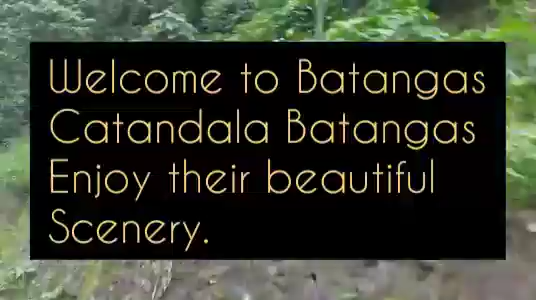 Welcome to Batangas
Catandala Batangas
Enjoy their beautiful
Scenery.